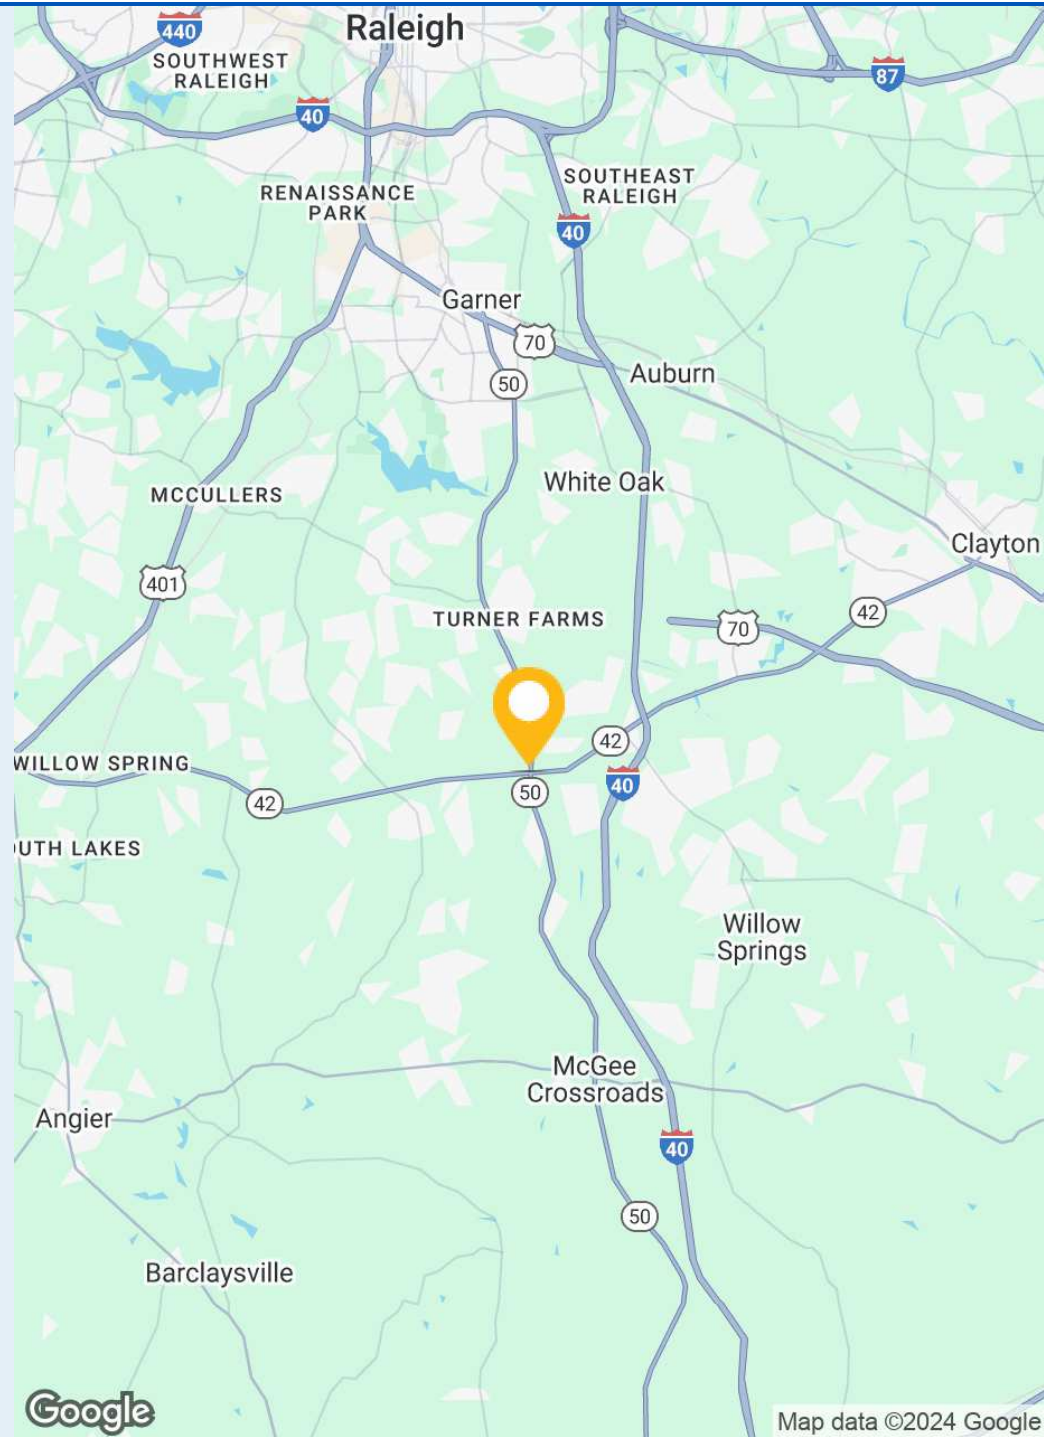 Raleigh
440
SOUTHWEST
RALEIGH
87
40
SOUTHEAST
RALEIGH
RENAISSANCE
PARK
40
Garner
70
Auburn
50
White Oak
MCCULLERS
Clayton
401
42
TURNER FARMS
70
42
WILLOW SPRING
40
50
42
OUTH LAKES
Willow
Springs
McGee
Crossroads
Angier
40
50
Barclaysville
Google
Map data ©2024 Google